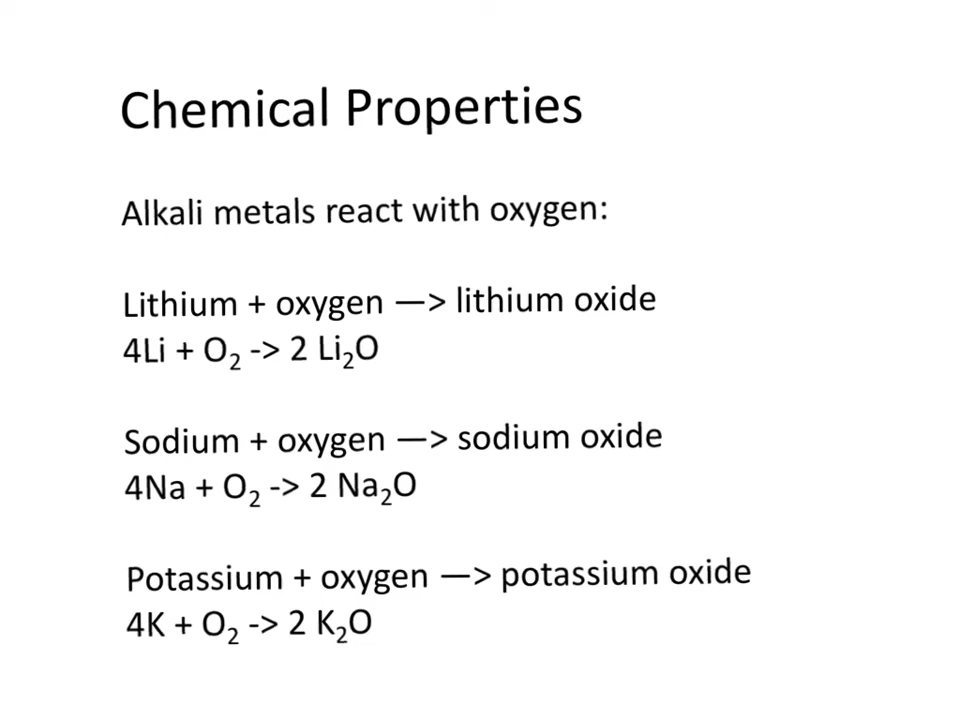 Chemical Properties
Alkali metals react with oxygen:
Lithium + oxygen —> lithium oxide
4Li + O₂ -> 2 Li₂O
Sodium + oxygen —> sodium oxide
4Na + O₂ -> 2 Na₂O
Potassium + oxygen —> potassium oxide
4K + O₂ -> 2 K₂O